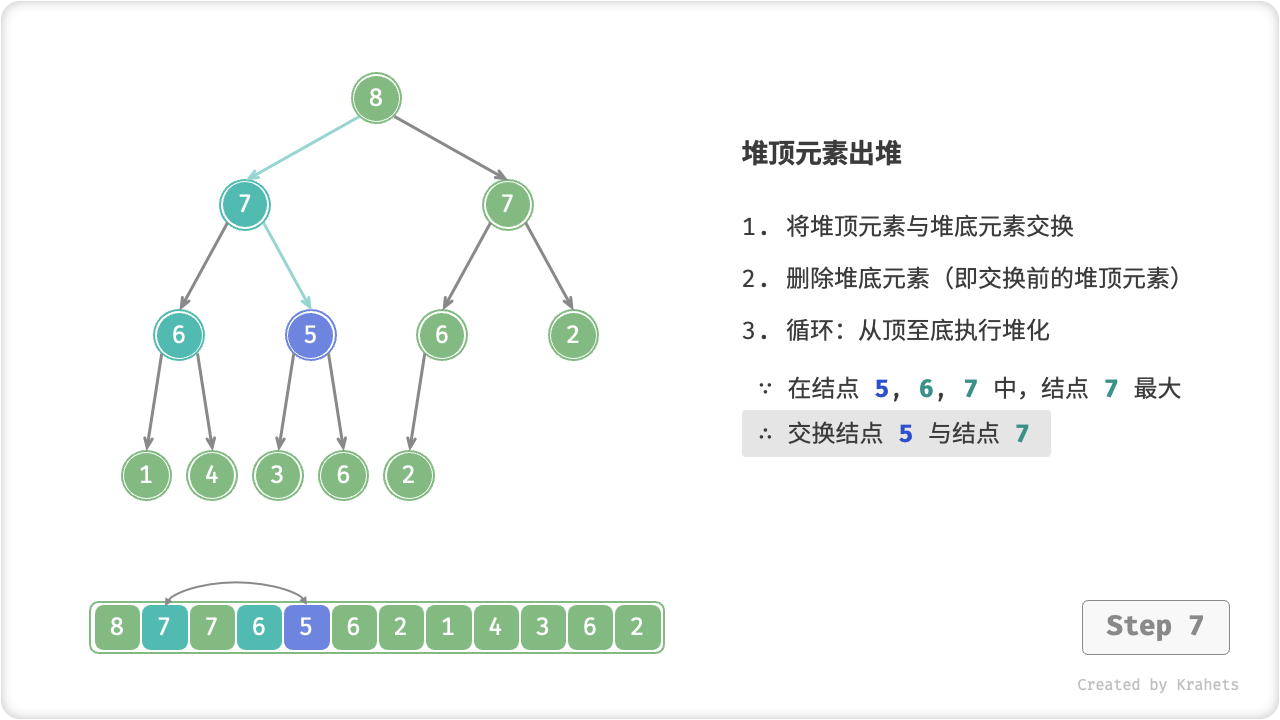 8
堆顶元素出堆
7 7
1. 将堆顶元素与堆底元素交换
2. 删除堆底元素（即交换前的堆顶元素）
6 5 6 2
3. 循环：从顶至底执行堆化
∵ 在结点 5, 6, 7 中，结点 7 最大
∴ 交换结点 5 与结点 7
1 4 3 6 2
8 7 7 6 5 6 2 1 4 3 6 2
Step 7
Created by Krahets